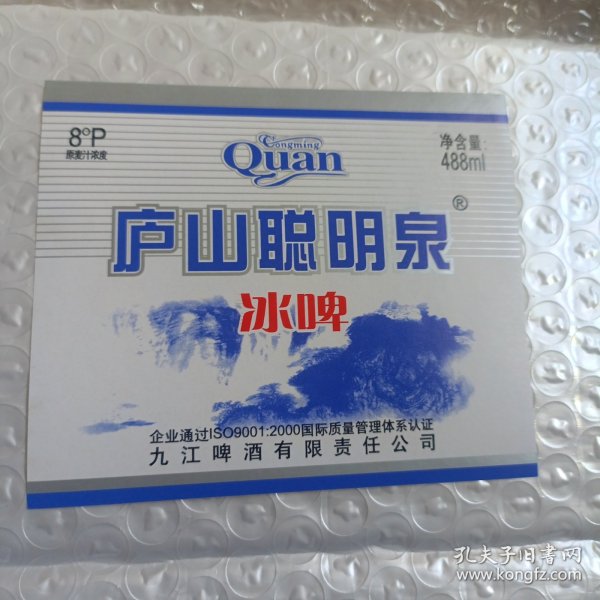 8°P
原麦汁浓度
Congming
Quan
净含量:
488ml
庐山聪明泉®
冰啤
企业通过ISO9001:2000国际质量管理体系认证
九江啤酒有限责任公司
孔夫子旧书网
www.kongfz.com